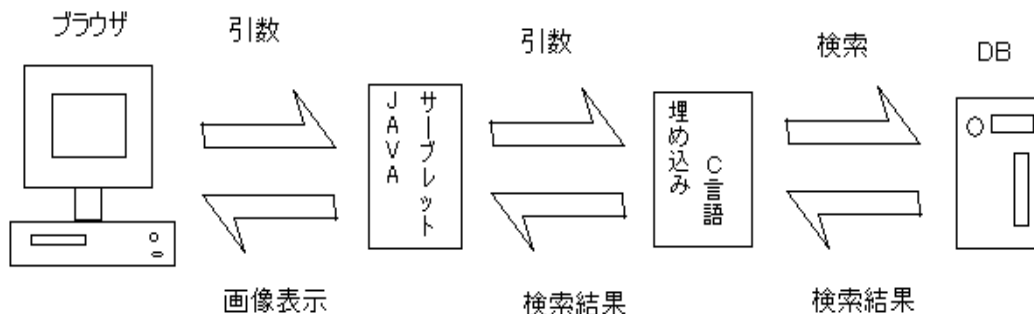 ブラウザ
引数
引数
検索
DB
JAVA
サーブレット
埋め込み
C言語
画像表示
検索結果
検索結果